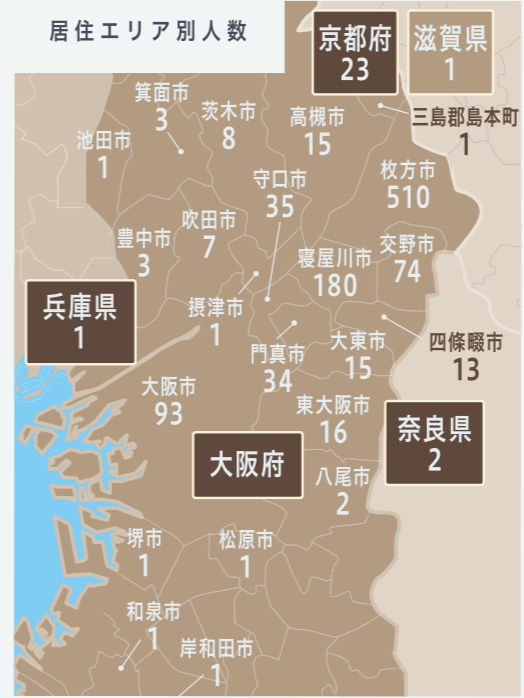 居住エリア別人数
京都府
23
滋賀県
1
箕面市
3
茨木市
8
高槻市
15
三島郡島本町
1
池田市
1
守口市
35
枚方市
510
豊中市
3
吹田市
7
寝屋川市
180
交野市
74
兵庫県
1
摂津市
1
門真市
34
大東市
15
四條畷市
13
大阪市
93
東大阪市
16
奈良県
2
大阪府
八尾市
2
堺市
1
松原市
1
和泉市
1
岸和田市
1